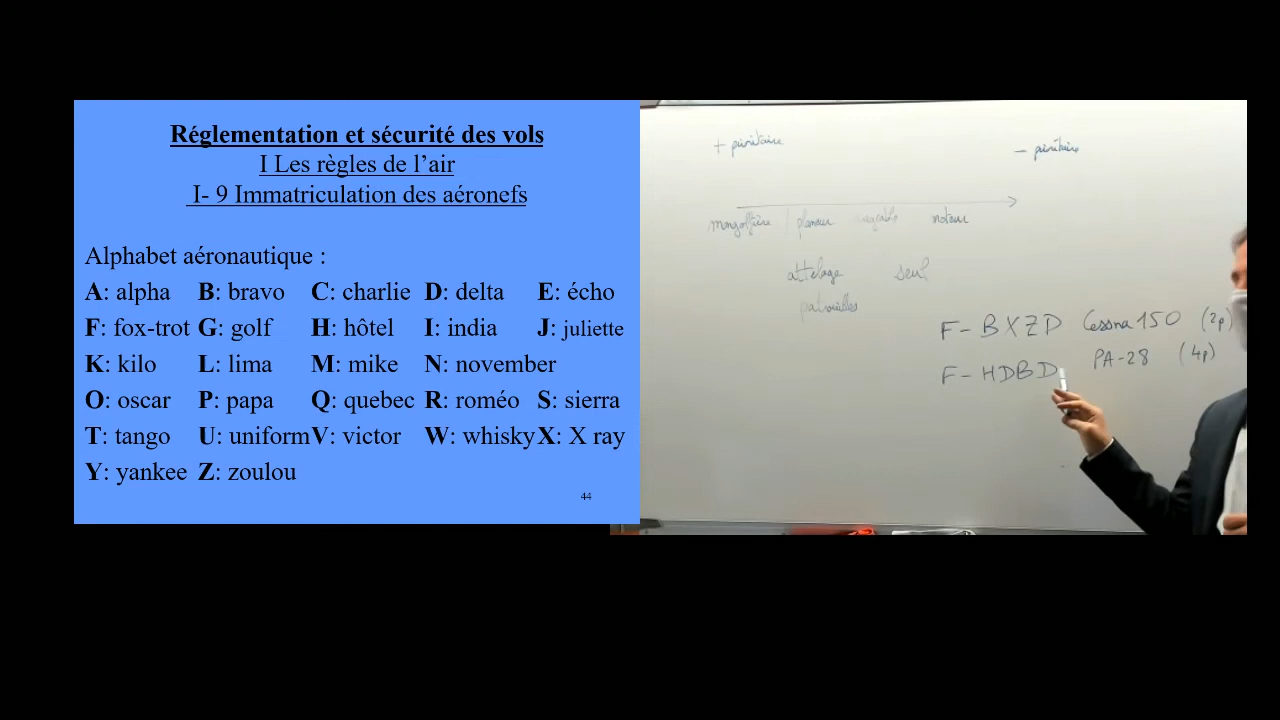 Réglementation et sécurité des vols
I Les règles de l’air
I- 9 Immatriculation des aéronefs
Alphabet aéronautique :
A: alpha B: bravo C: charlie D: delta E: écho
F: fox-trot G: golf H: hôtel I: india J: juliette
K: kilo L: lima M: mike N: november
O: oscar P: papa Q: quebec R: roméo S: sierra
T: tango U: uniform V: victor W: whisky X: X ray
Y: yankee Z: zoulou
44
+ prioritaire
- prioritaire
mongolfière / planeur moteur
attelage seul
patrouilles
F-BXZD Cessna 150 (2p)
F-HDBD PA-28 (4p)